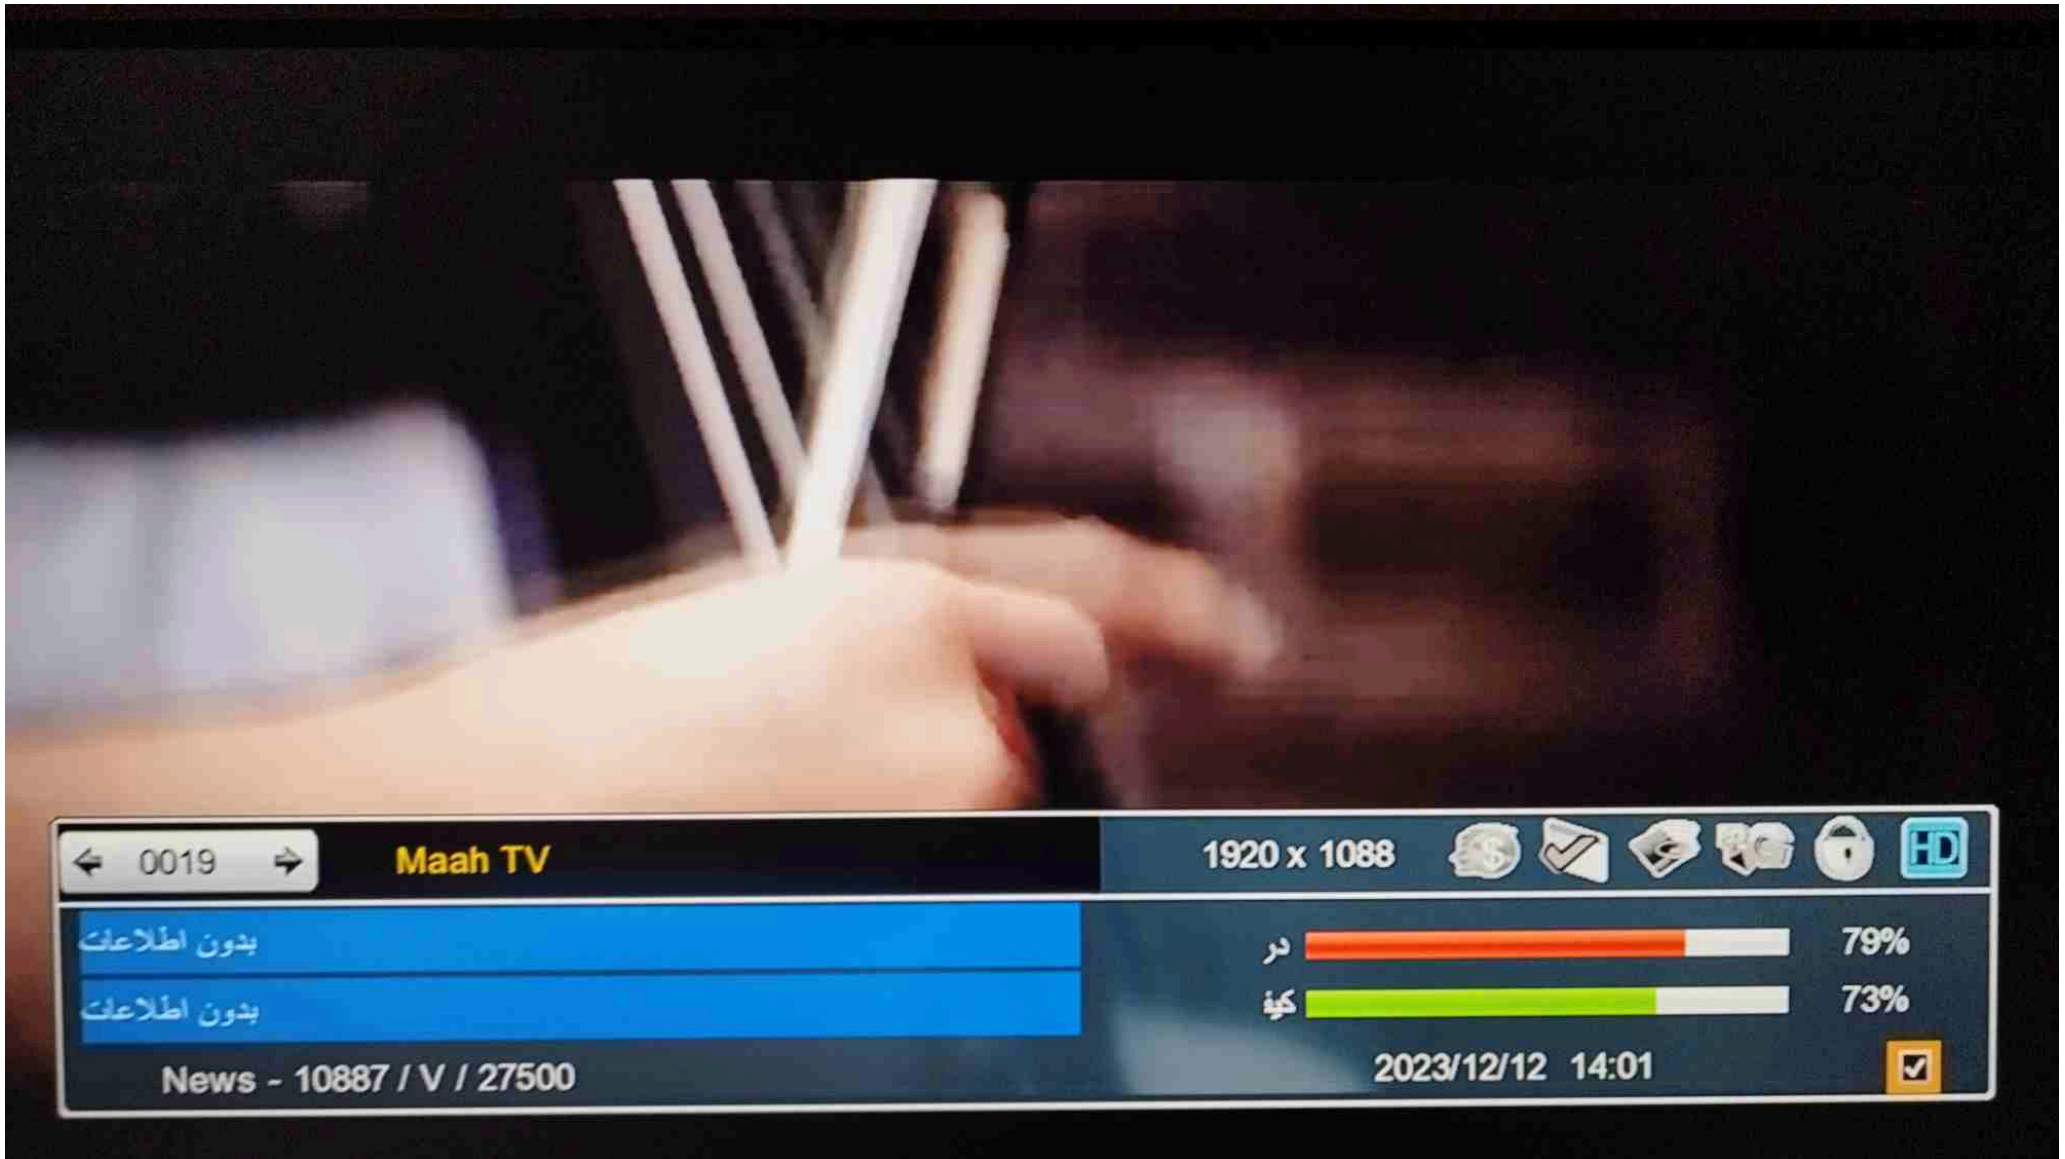 0019 Maah TV 1920 x 1088 HD
بدون اطلاعات
در 79%
بدون اطلاعات
كيف 73%
News - 10887 / V / 27500
2023/12/12 14:01